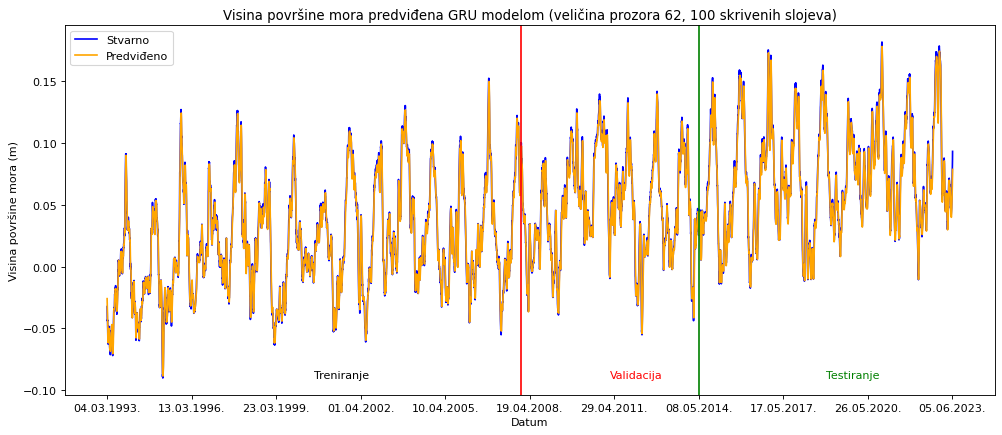 Visina površine mora predviđena GRU modelom (veličina prozora 62, 100 skrivenih slojeva)
Stvarno
Predviđeno
0.15
0.10
0.05
0.00
−0.05
−0.10
Visina površine mora (m)
Treniranje
Validacija
Testiranje
04.03.1993. 13.03.1996. 23.03.1999. 01.04.2002. 10.04.2005. 19.04.2008. 29.04.2011. 08.05.2014. 17.05.2017. 26.05.2020. 05.06.2023.
Datum